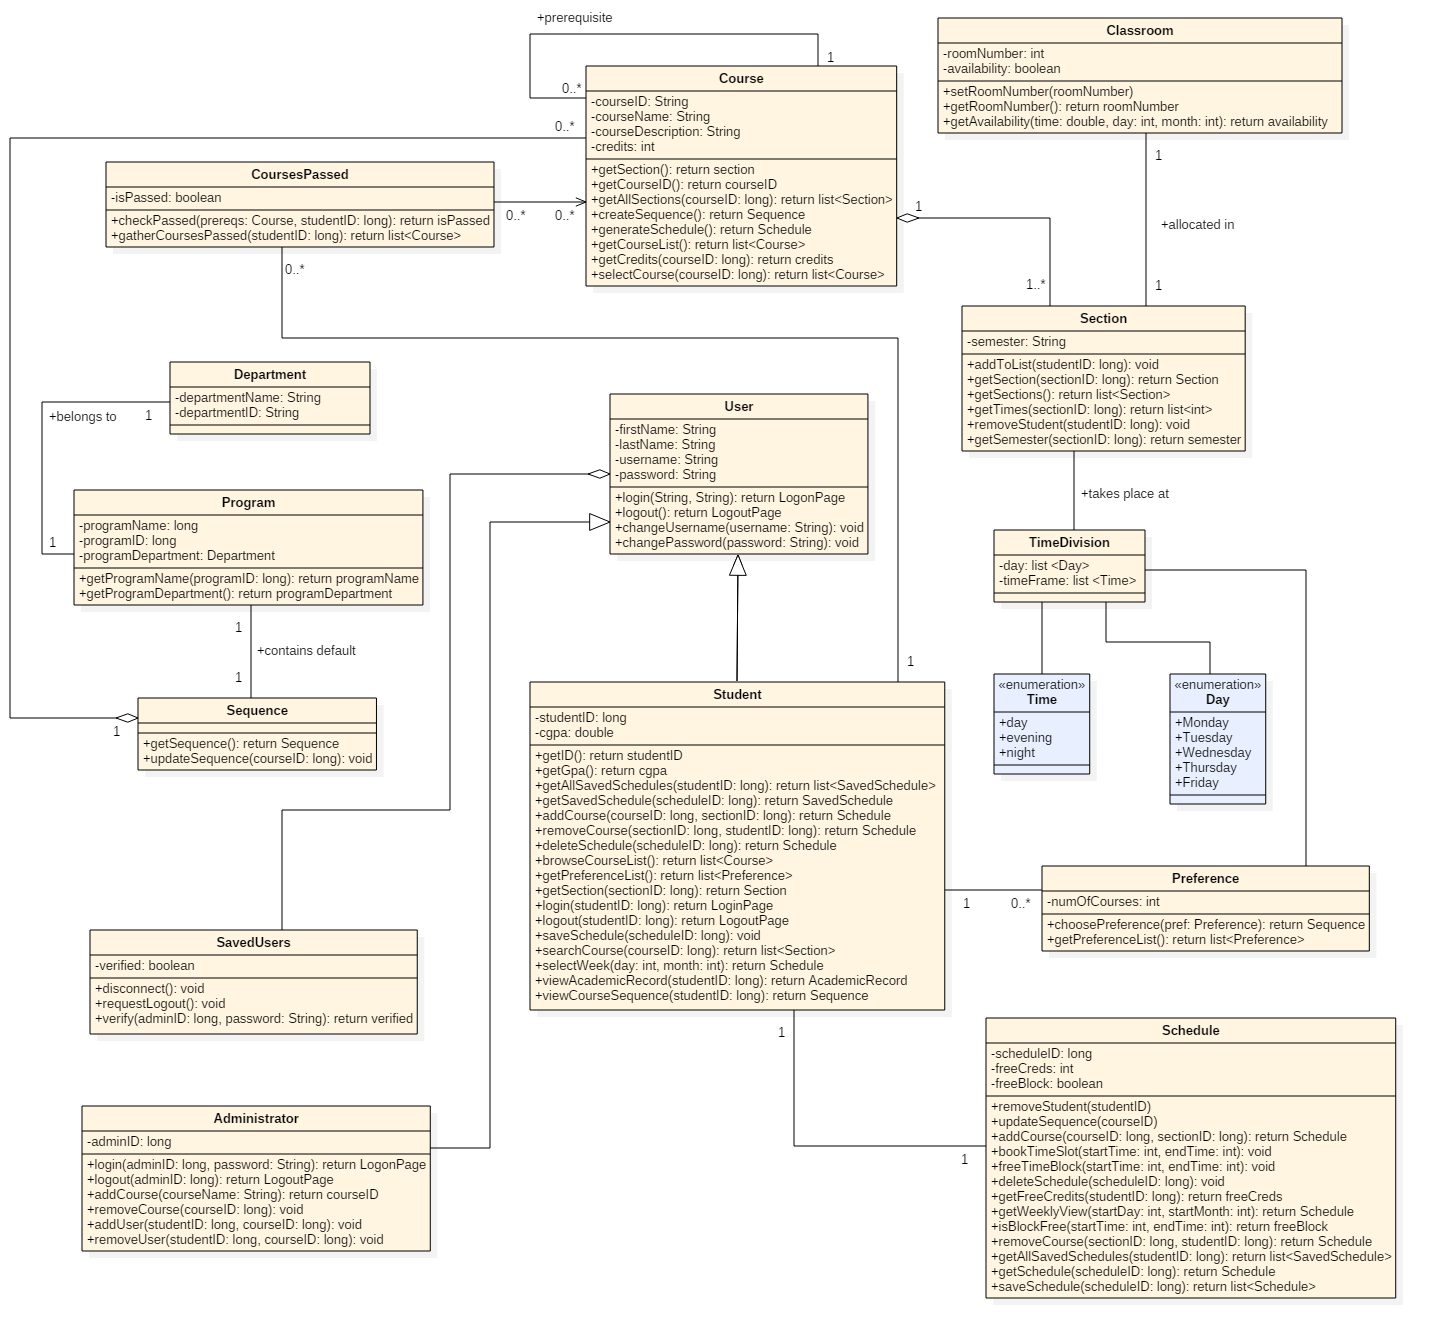 +prerequisite
1
0..*
0..*
Course
-courseID: String
-courseName: String
-courseDescription: String
-credits: int
+getSection(): return section
+getCourseID(): return courseID
+getAllSections(courseID: long): return list<Section>
+createSequence(): return Sequence
+generateSchedule(): return Schedule
+getCourseList(): return list<Course>
+getCredits(courseID: long): return credits
+selectCourse(courseID: long): return list<Course>
Classroom
-roomNumber: int
-availability: boolean
+setRoomNumber(roomNumber)
+getRoomNumber(): return roomNumber
+getAvailability(time: double, day: int, month: int): return availability
1
+allocated in
1
1
1..*
CoursesPassed
-isPassed: boolean
+checkPassed(prereqs: Course, studentID: long): return isPassed
+gatherCoursesPassed(studentID: long): return list<Course>
0..*
0..*
0..*
Section
-semester: String
+addToList(studentID: long): void
+getSection(sectionID: long): return Section
+getSections(): return list<Section>
+getTimes(sectionID: long): return list<int>
+removeStudent(studentID: long): void
+getSemester(sectionID: long): return semester
Department
-departmentName: String
-departmentID: String
+belongs to
1
1
User
-firstName: String
-lastName: String
-username: String
-password: String
+login(String, String): return LogonPage
+logout(): return LogoutPage
+changeUsername(username: String): void
+changePassword(password: String): void
+takes place at
Program
-programName: long
-programID: long
-programDepartment: Department
+getProgramName(programID: long): return programName
+getProgramDepartment(): return programDepartment
1
+contains default
1
TimeDivision
-day: list <Day>
-timeFrame: list <Time>
«enumeration»
Time
+day
+evening
+night
«enumeration»
Day
+Monday
+Tuesday
+Wednesday
+Thursday
+Friday
Sequence
+getSequence(): return Sequence
+updateSequence(courseID: long): void
1
1
Student
-studentID: long
-cgpa: double
+getID(): return studentID
+getGpa(): return cgpa
+getAllSavedSchedules(studentID: long): return list<SavedSchedule>
+getSavedSchedule(scheduleID: long): return SavedSchedule
+addCourse(courseID: long, sectionID: long): return Schedule
+removeCourse(sectionID: long, studentID: long): return Schedule
+deleteSchedule(scheduleID: long): return Schedule
+browseCourseList(): return list<Course>
+getPreferenceList(): return list<Preference>
+getSection(sectionID: long): return Section
+login(studentID: long): return LoginPage
+logout(studentID: long): return LogoutPage
+saveSchedule(scheduleID: long): void
+searchCourse(courseID: long): return list<Section>
+selectWeek(day: int, month: int): return Schedule
+viewAcademicRecord(studentID: long): return AcademicRecord
+viewCourseSequence(studentID: long): return Sequence
1
0..*
Preference
-numOfCourses: int
+choosePreference(pref: Preference): return Sequence
+getPreferenceList(): return list<Preference>
SavedUsers
-verified: boolean
+disconnect(): void
+requestLogout(): void
+verify(adminID: long, password: String): return verified
1
1
Schedule
-scheduleID: long
-freeCreds: int
-freeBlock: boolean
+removeStudent(studentID)
+updateSequence(courseID)
+addCourse(courseID: long, sectionID: long): return Schedule
+bookTimeSlot(startTime: int, endTime: int): void
+freeTimeBlock(startTime: int, endTime: int): void
+deleteSchedule(scheduleID: long): void
+getFreeCredits(studentID: long): return freeCreds
+getWeeklyView(startDay: int, startMonth: int): return Schedule
+isBlockFree(startTime: int, endTime: int): return freeBlock
+removeCourse(sectionID: long, studentID: long): return Schedule
+getAllSavedSchedules(studentID: long): return list<SavedSchedule>
+getSchedule(scheduleID: long): return Schedule
+saveSchedule(scheduleID: long): return list<Schedule>
Administrator
-adminID: long
+login(adminID: long, password: String): return LogonPage
+logout(adminID: long): return LogoutPage
+addCourse(courseName: String): return courseID
+removeCourse(courseID: long): void
+addUser(studentID: long, courseID: long): void
+removeUser(studentID: long, courseID: long): void